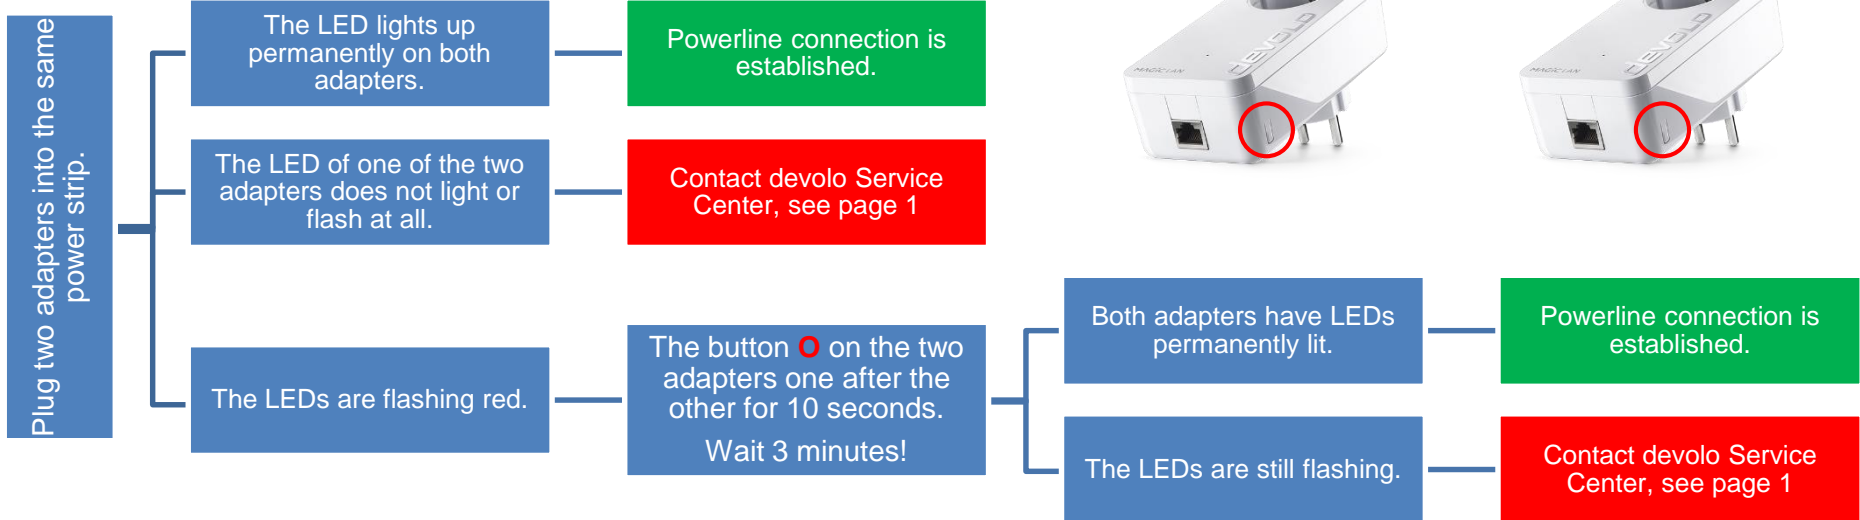 Plug two adapters into the same
power strip.
The LED lights up
permanently on both
adapters.
Powerline connection is
established.
The LED of one of the two
adapters does not light or
flash at all.
Contact devolo Service
Center, see page 1
The LEDs are flashing red.
The button O on the two
adapters one after the
other for 10 seconds.
Wait 3 minutes!
Both adapters have LEDs
permanently lit.
Powerline connection is
established.
The LEDs are still flashing.
Contact devolo Service
Center, see page 1
devolo
MAGIC LAN
devolo
MAGIC LAN